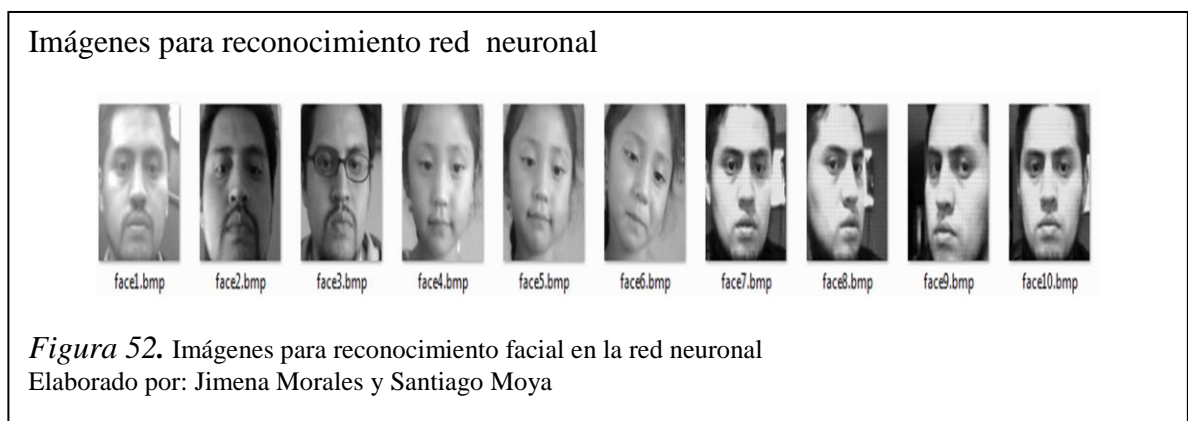 Imágenes para reconocimiento red neuronal
face1.bmp face2.bmp face3.bmp face4.bmp face5.bmp face6.bmp face7.bmp face8.bmp face9.bmp face10.bmp
Figura 52. Imágenes para reconocimiento facial en la red neuronal
Elaborado por: Jimena Morales y Santiago Moya